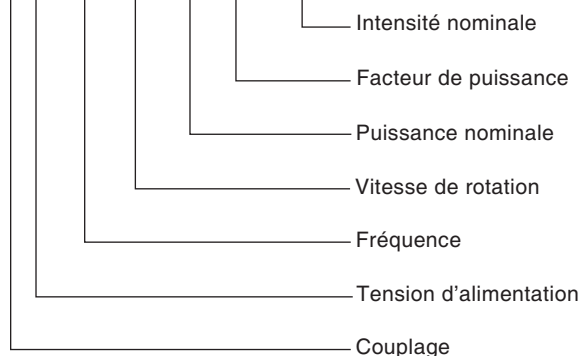 Intensité nominale
Facteur de puissance
Puissance nominale
Vitesse de rotation
Fréquence
Tension d'alimentation
Couplage